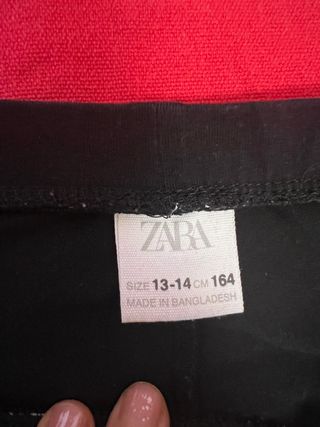 ZARA
SIZE 13-14 CM 164
MADE IN BANGLADESH